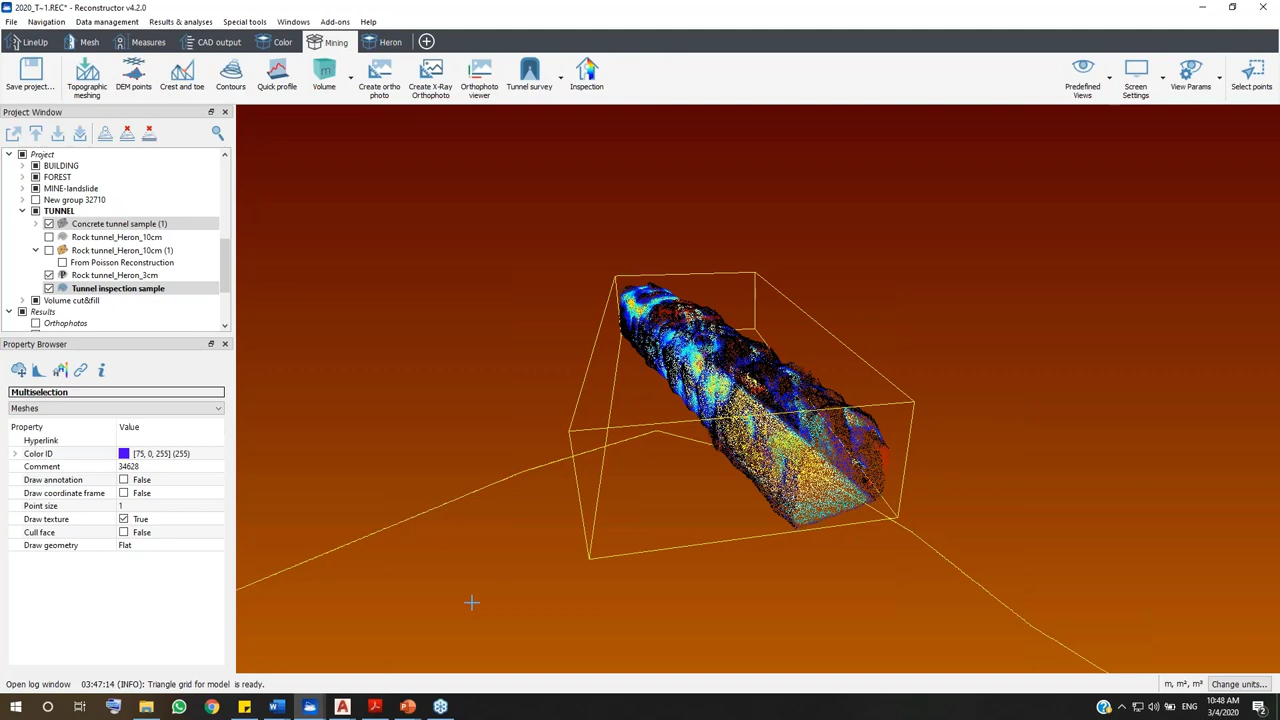 2020_T~1.REC* - Reconstructor v4.2.0
File Navigation Data management Results & analyses Special tools Windows Add-ons Help
LineUp Mesh Measures CAD output Color Mining Heron
Save project... Topographic meshing DEM points Crest and toe Contours Quick profile Volume Create ortho photo Create X-Ray Orthophoto Orthophoto viewer Tunnel survey Inspection Predefined Views Screen Settings View Params Select points
Project Window
Project
BUILDING
FOREST
MINE-landslide
New group 32710
TUNNEL
Concrete tunnel sample (1)
Rock tunnel_Heron_10cm
Rock tunnel_Heron_10cm (1)
From Poisson Reconstruction
Rock tunnel_Heron_3cm
Tunnel inspection sample
Volume cut&fill
Results
Orthophotos
Property Browser
Multiselection
Meshes
Property Value
Hyperlink
Color ID [75, 0, 255] (255)
Comment 34628
Draw annotation False
Draw coordinate frame False
Point size 1
Draw texture True
Cull face False
Draw geometry Flat
Open log window 03:47:14 (INFO): Triangle grid for model is ready.
m, m², m³ Change units...
10:48 AM
3/4/2020
2